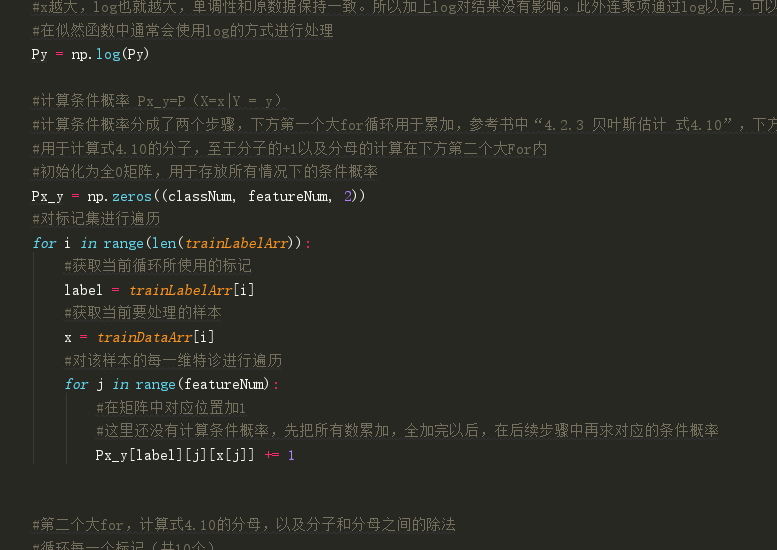 #x越大，log也就越大，单调性和原数据保持一致。所以加上log对结果没有影响。此外连乘项通过log以后，可以
#在似然函数中通常会使用log的方式进行处理
Py = np.log(Py)
#计算条件概率 Px_y=P（X=x|Y = y）
#计算条件概率分成了两个步骤，下方第一个大for循环用于累加，参考书中“4.2.3 贝叶斯估计 式4.10”，下方
#用于计算式4.10的分子，至于分子的+1以及分母的计算在下方第二个大For内
#初始化为全0矩阵，用于存放所有情况下的条件概率
Px_y = np.zeros((classNum, featureNum, 2))
#对标记集进行遍历
for i in range(len(trainLabelArr)):
#获取当前循环所使用的标记
label = trainLabelArr[i]
#获取当前要处理的样本
x = trainDataArr[i]
#对该样本的每一维特诊进行遍历
for j in range(featureNum):
#在矩阵中对应位置加1
#这里还没有计算条件概率，先把所有数累加，全加完以后，在后续步骤中再求对应的条件概率
Px_y[label][j][x[j]] += 1
#第二个大for，计算式4.10的分母，以及分子和分母之间的除法
#循环每一个标记（共10个）